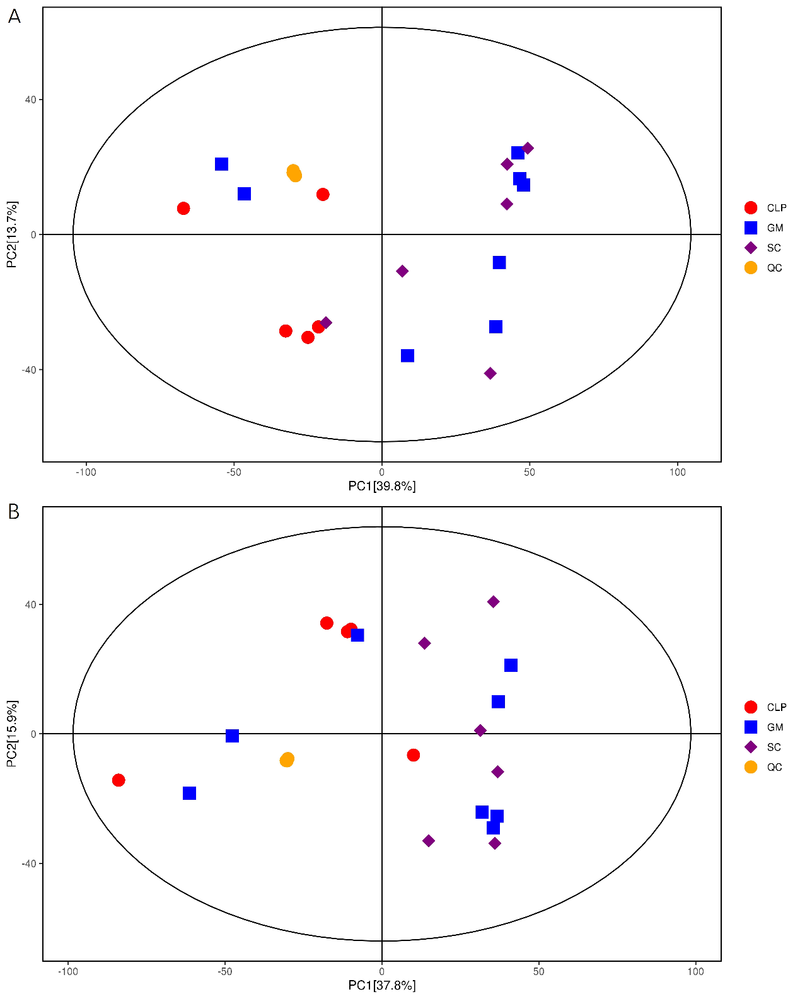 A
40
0
-40
PC2[13.7%]
-100
-50
0
50
100
PC1[39.8%]
CLP
GM
SC
QC
B
40
0
-40
PC2[15.9%]
-100
-50
0
50
100
PC1[37.8%]
CLP
GM
SC
QC